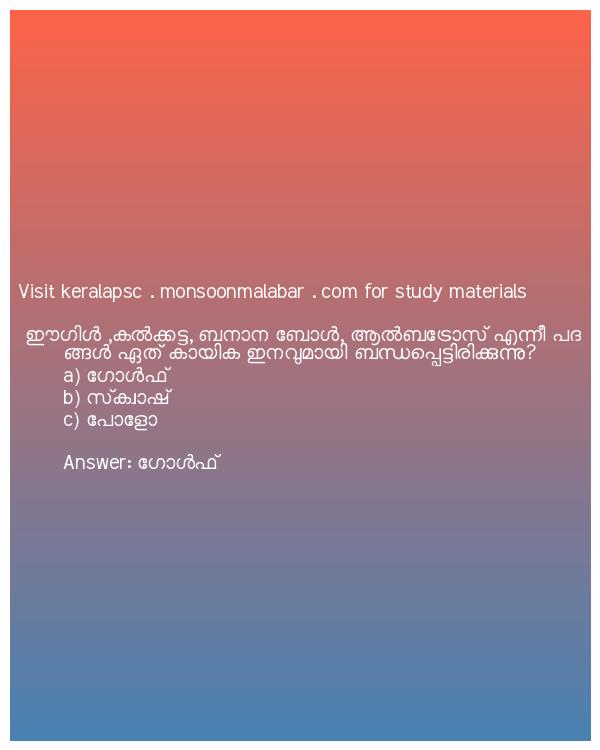 Visit keralapsc . monsoonmalabar . com for study materials
ഈഗിൾ ,കൽക്കട്ട, ബനാന ബോൾ, ആൽബട്രോസ് എന്നീ പദ
ങ്ങൾ ഏത് കായിക ഇനവുമായി ബന്ധപ്പെട്ടിരിക്കുന്നു?
a) ഗോൾഫ്
b) സ്ക്വാഷ്
c) പോളോ
Answer: ഗോൾഫ്